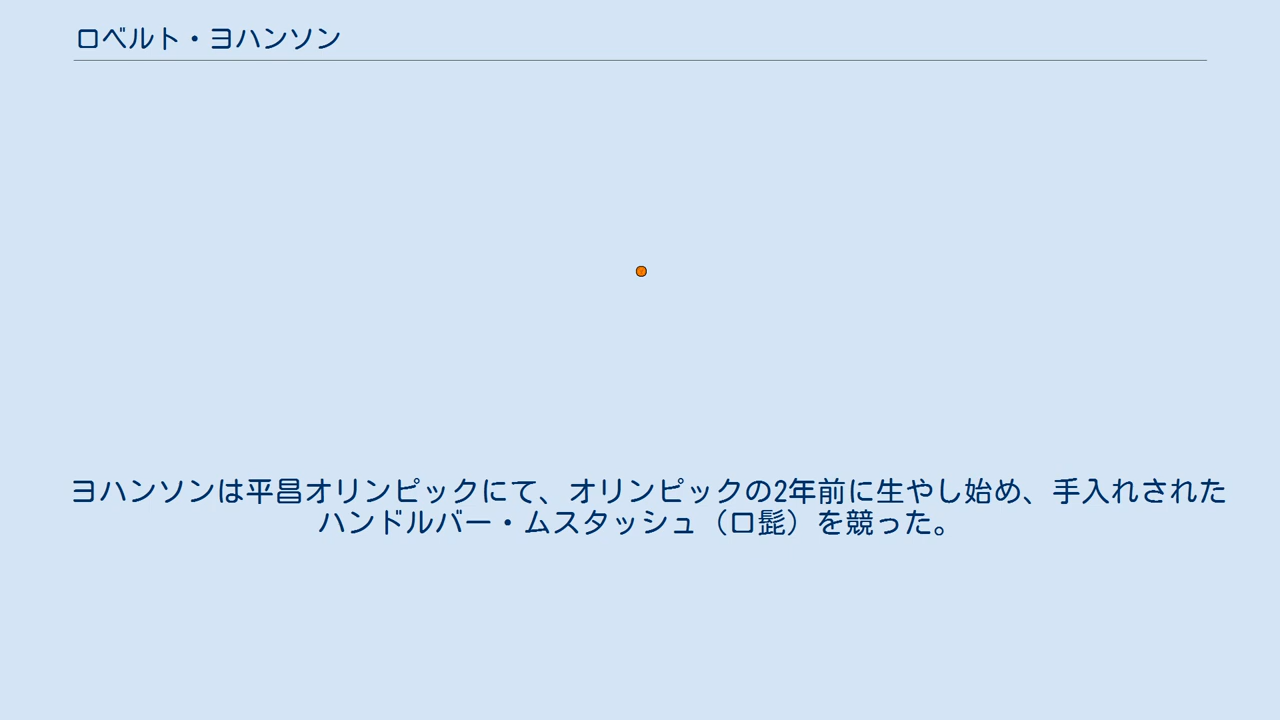 ロベルト・ヨハンソン
ヨハンソンは平昌オリンピックにて、オリンピックの2年前に生やし始め、手入れされた
ハンドルバー・ムスタッシュ（口髭）を競った。